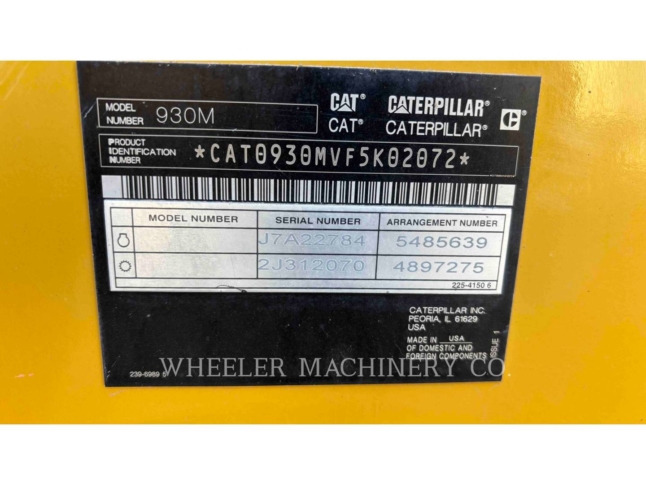 MODEL NUMBER 930M
CAT® CATERPILLAR®
CAT® CATERPILLAR®
PRODUCT IDENTIFICATION NUMBER *CAT0930MVF5K02072*
MODEL NUMBER SERIAL NUMBER ARRANGEMENT NUMBER
J7A22784 5485639
2J312070 4897275
225-4150 6
CATERPILLAR INC.
PEORIA, IL 61629
USA
MADE IN USA
OF DOMESTIC AND
FOREIGN COMPONENTS
ISSUE 1
WHEELER MACHINERY CO.
239-5989 5